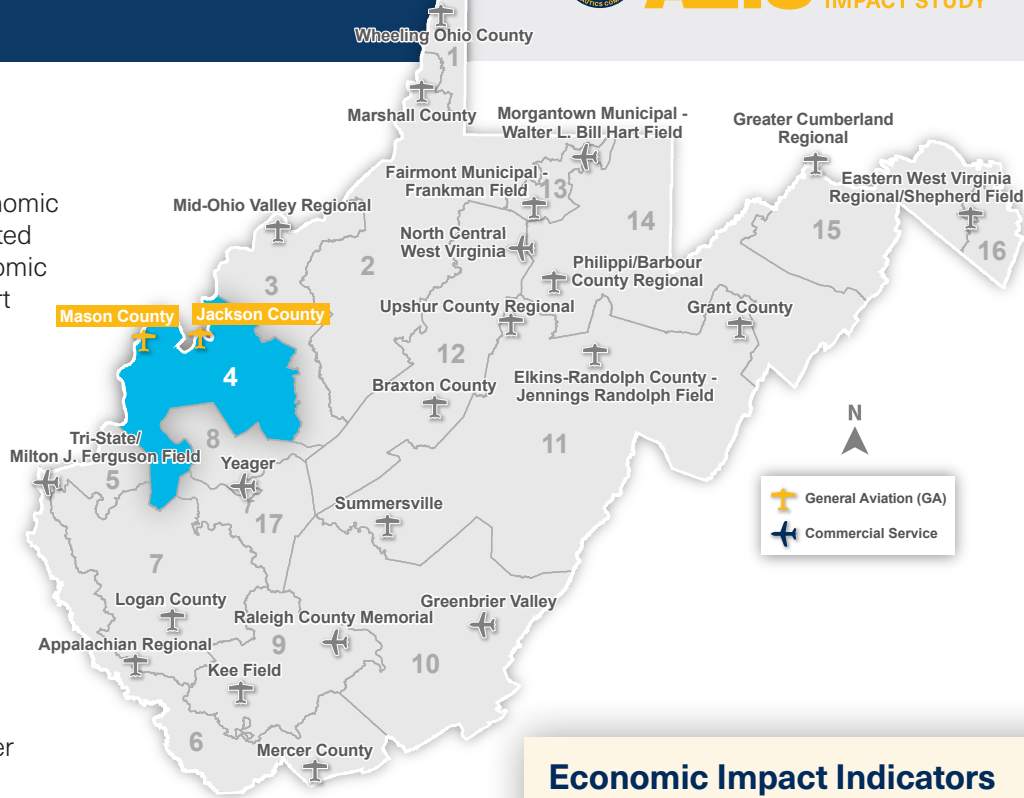 IMPACT STUDY
Wheeling Ohio County
1
Marshall County
Morgantown Municipal -
Walter L. Bill Hart Field
Greater Cumberland
Regional
Fairmont Municipal -
Frankman Field
13
Eastern West Virginia
Regional/Shepherd Field
Mid-Ohio Valley Regional
14
15
16
North Central
West Virginia
2
Philippi/Barbour
County Regional
3
Mason County
Jackson County
Upshur County Regional
Grant County
4
12
Braxton County
Elkins-Randolph County -
Jennings Randolph Field
N
Tri-State/
Milton J. Ferguson Field
8
11
Yeager
5
General Aviation (GA)
Commercial Service
7
17
Summersville
7
Logan County
Raleigh County Memorial
Greenbrier Valley
Appalachian Regional
9
10
Kee Field
6
Mercer County
Economic Impact Indicators